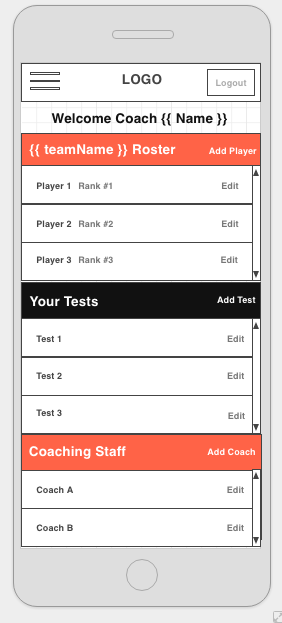 LOGO Logout
Welcome Coach {{ Name }}
{{ teamName }} Roster Add Player
Player 1 Rank #1 Edit
Player 2 Rank #2 Edit
Player 3 Rank #3 Edit
Your Tests Add Test
Test 1 Edit
Test 2 Edit
Test 3 Edit
Coaching Staff Add Coach
Coach A Edit
Coach B Edit